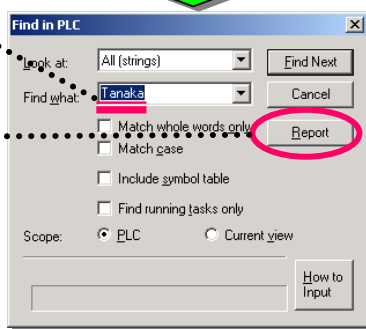 Find in PLC
Look at: All (strings) Find Next
Find what: Tanaka Cancel
Match whole words only Report
Match case
Include symbol table
Find running tasks only
Scope: PLC Current view
How to
Input